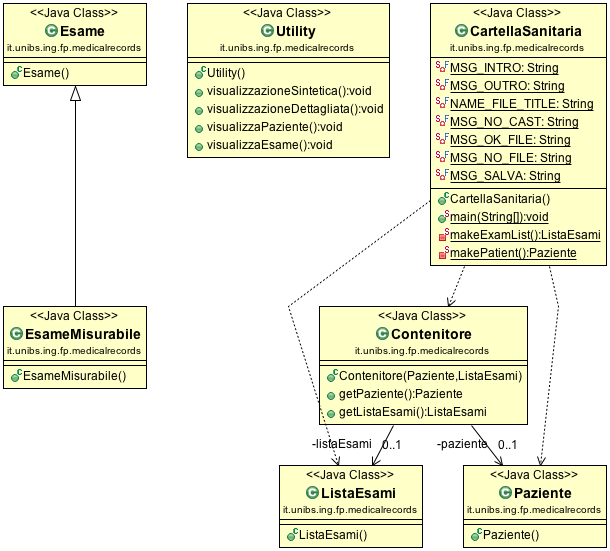 <<Java Class>>
Esame
it.unibs.ing.fp.medicalrecords
Esame()
<<Java Class>>
Utility
it.unibs.ing.fp.medicalrecords
Utility()
visualizzazioneSintetica():void
visualizzazioneDettagliata():void
visualizzaPaziente():void
visualizzaEsame():void
<<Java Class>>
CartellaSanitaria
it.unibs.ing.fp.medicalrecords
MSG_INTRO: String
MSG_OUTRO: String
NAME_FILE_TITLE: String
MSG_NO_CAST: String
MSG_OK_FILE: String
MSG_NO_FILE: String
MSG_SALVA: String
CartellaSanitaria()
main(String[]):void
makeExamList():ListaEsami
makePatient():Paziente
<<Java Class>>
EsameMisurabile
it.unibs.ing.fp.medicalrecords
EsameMisurabile()
<<Java Class>>
Contenitore
it.unibs.ing.fp.medicalrecords
Contenitore(Paziente,ListaEsami)
getPaziente():Paziente
getListaEsami():ListaEsami
-listaEsami 0..1
-paziente 0..1
<<Java Class>>
ListaEsami
it.unibs.ing.fp.medicalrecords
ListaEsami()
<<Java Class>>
Paziente
it.unibs.ing.fp.medicalrecords
Paziente()